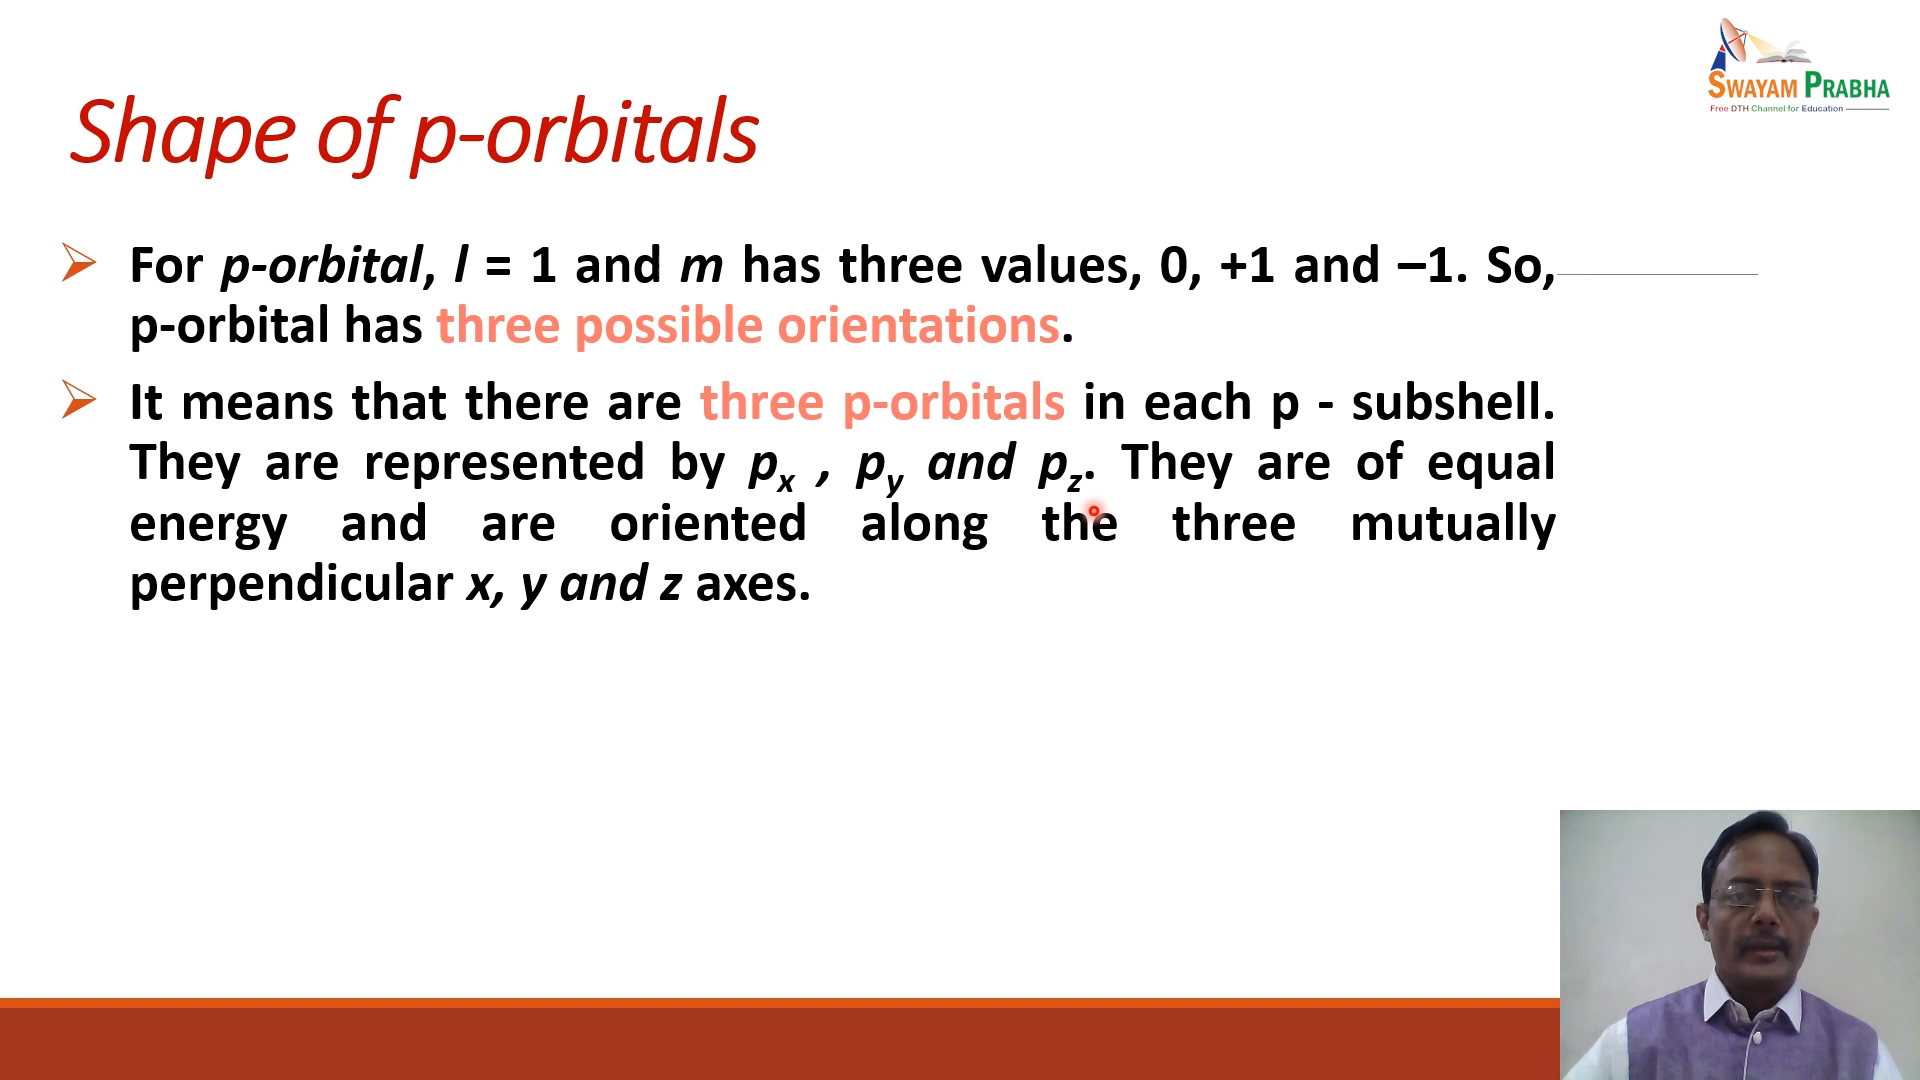 SWAYAM PRABHA
Free DTH Channel for Education
Shape of p-orbitals
For p-orbital, l = 1 and m has three values, 0, +1 and –1. So,
p-orbital has three possible orientations.
It means that there are three p-orbitals in each p - subshell.
They are represented by pₓ , p_y and p_z. They are of equal
energy and are oriented along the three mutually
perpendicular x, y and z axes.